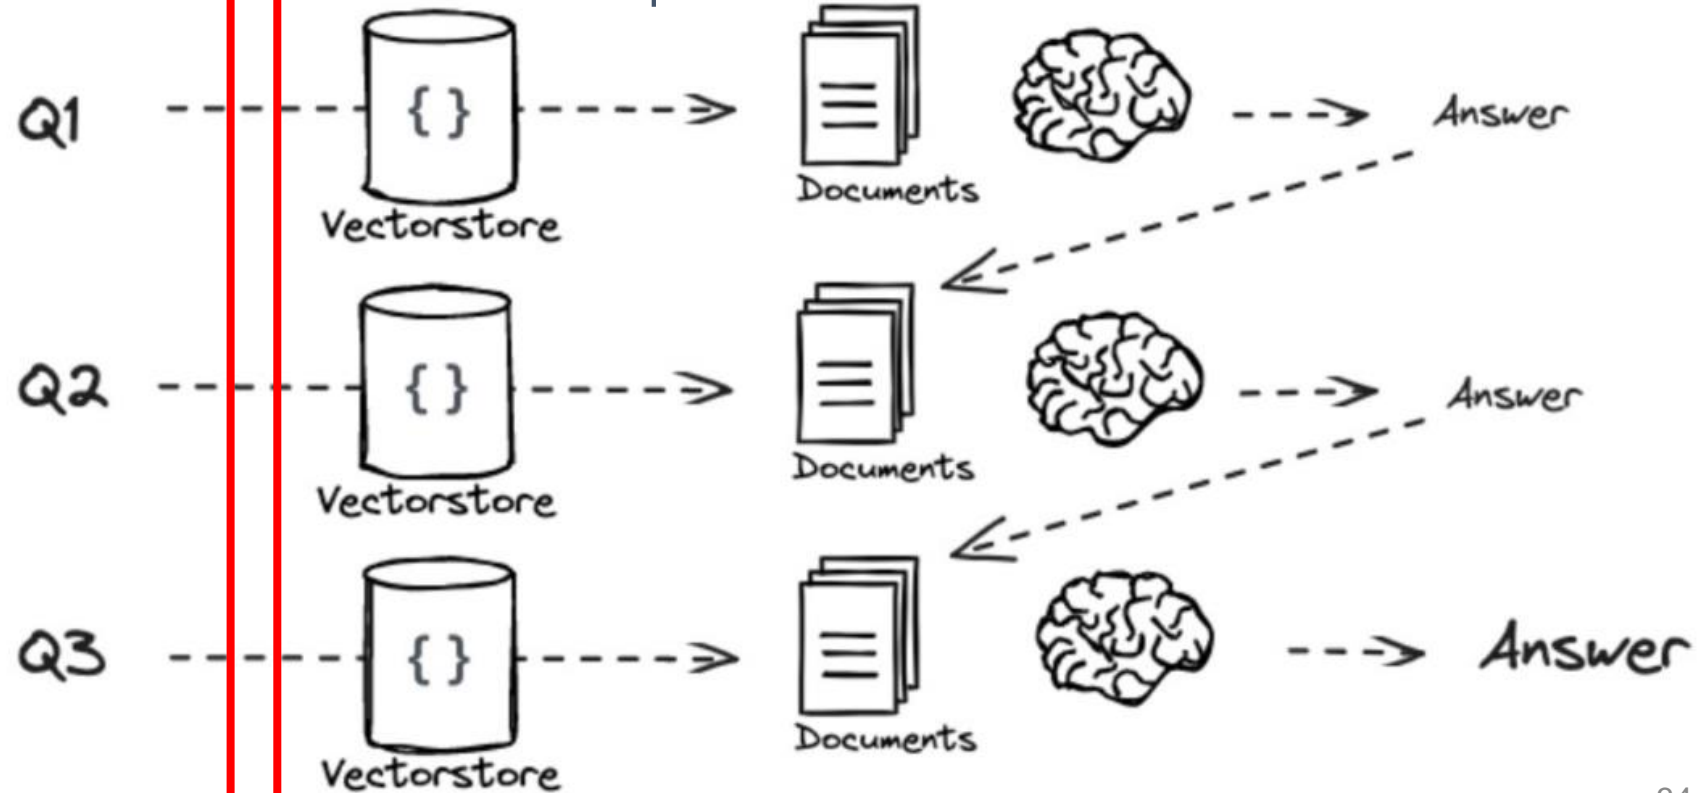 Q1
{ }
Vectorstore
Documents
Answer
Q2
{ }
Vectorstore
Documents
Answer
Q3
{ }
Vectorstore
Documents
Answer